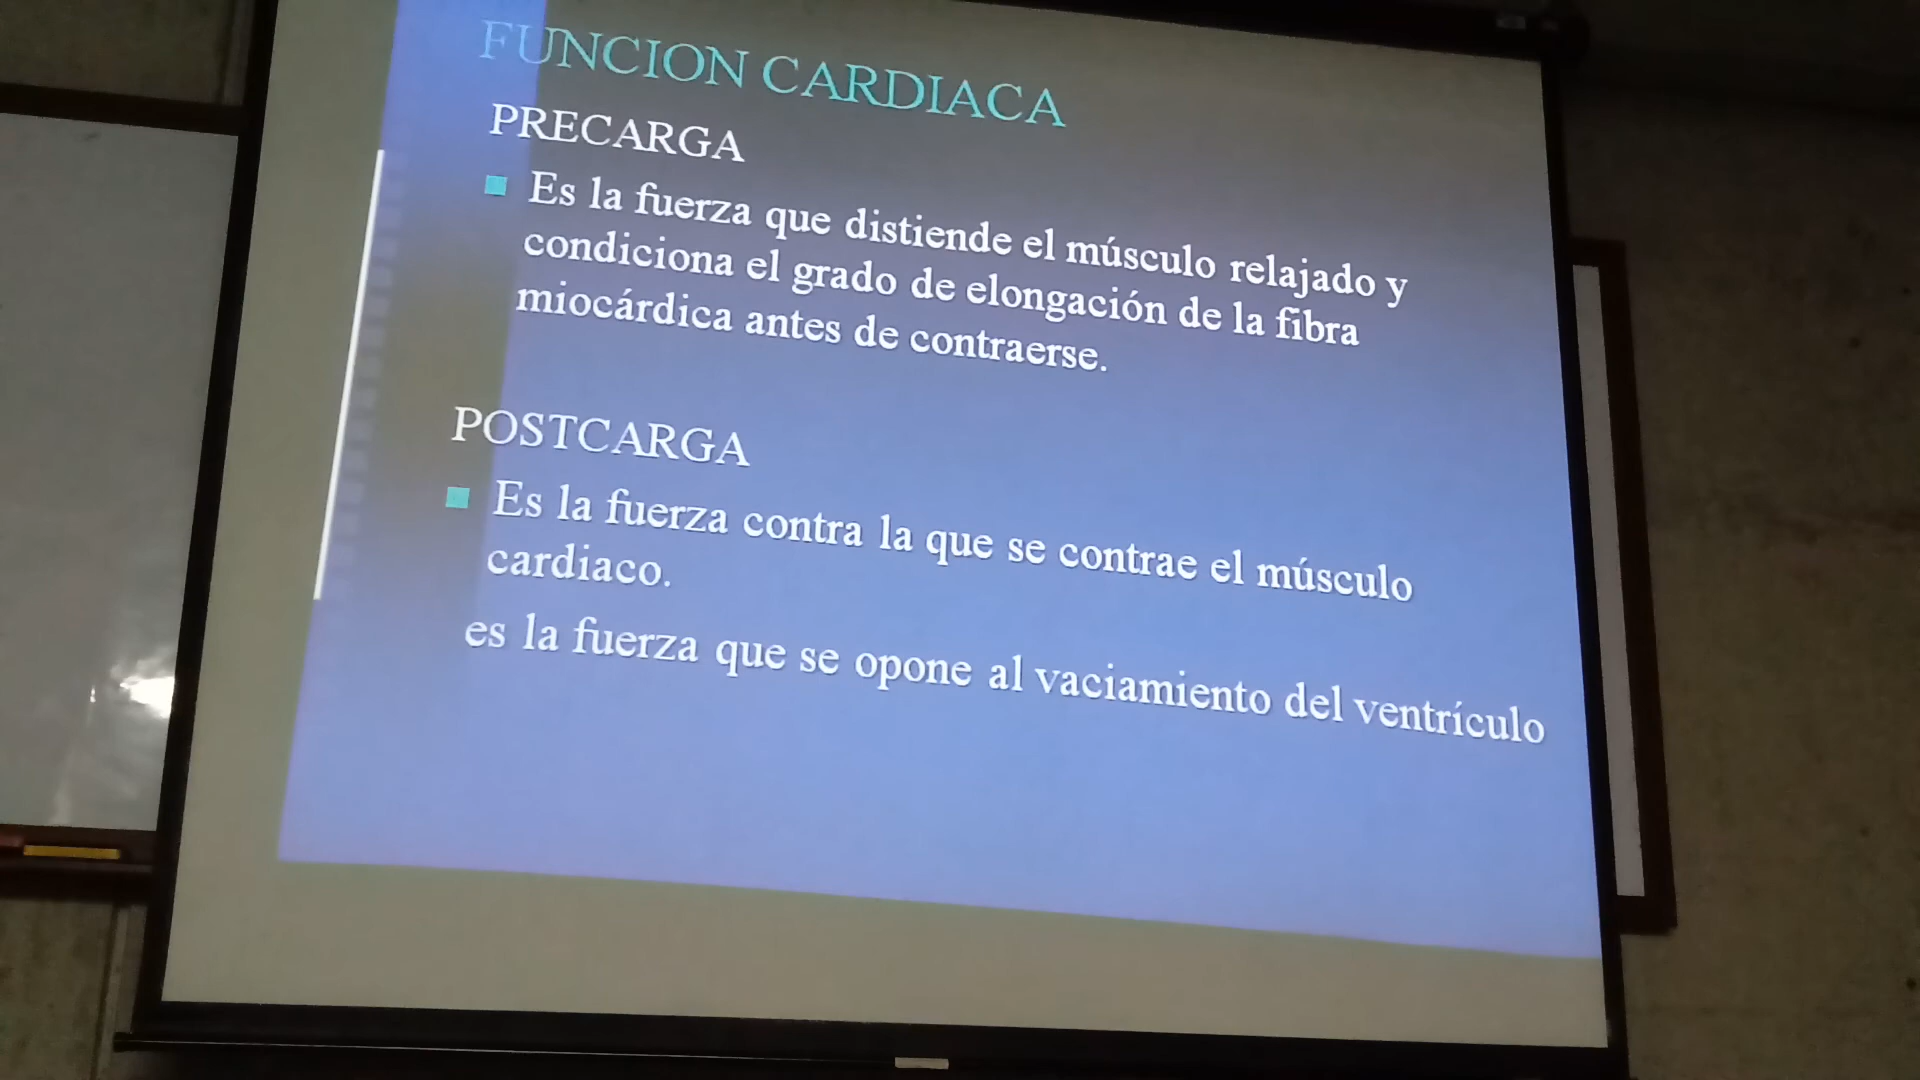 FUNCION CARDIACA
PRECARGA
Es la fuerza que distiende el músculo relajado y
condiciona el grado de elongación de la fibra
miocárdica antes de contraerse.
POSTCARGA
Es la fuerza contra la que se contrae el músculo
cardiaco.
es la fuerza que se opone al vaciamiento del ventrículo